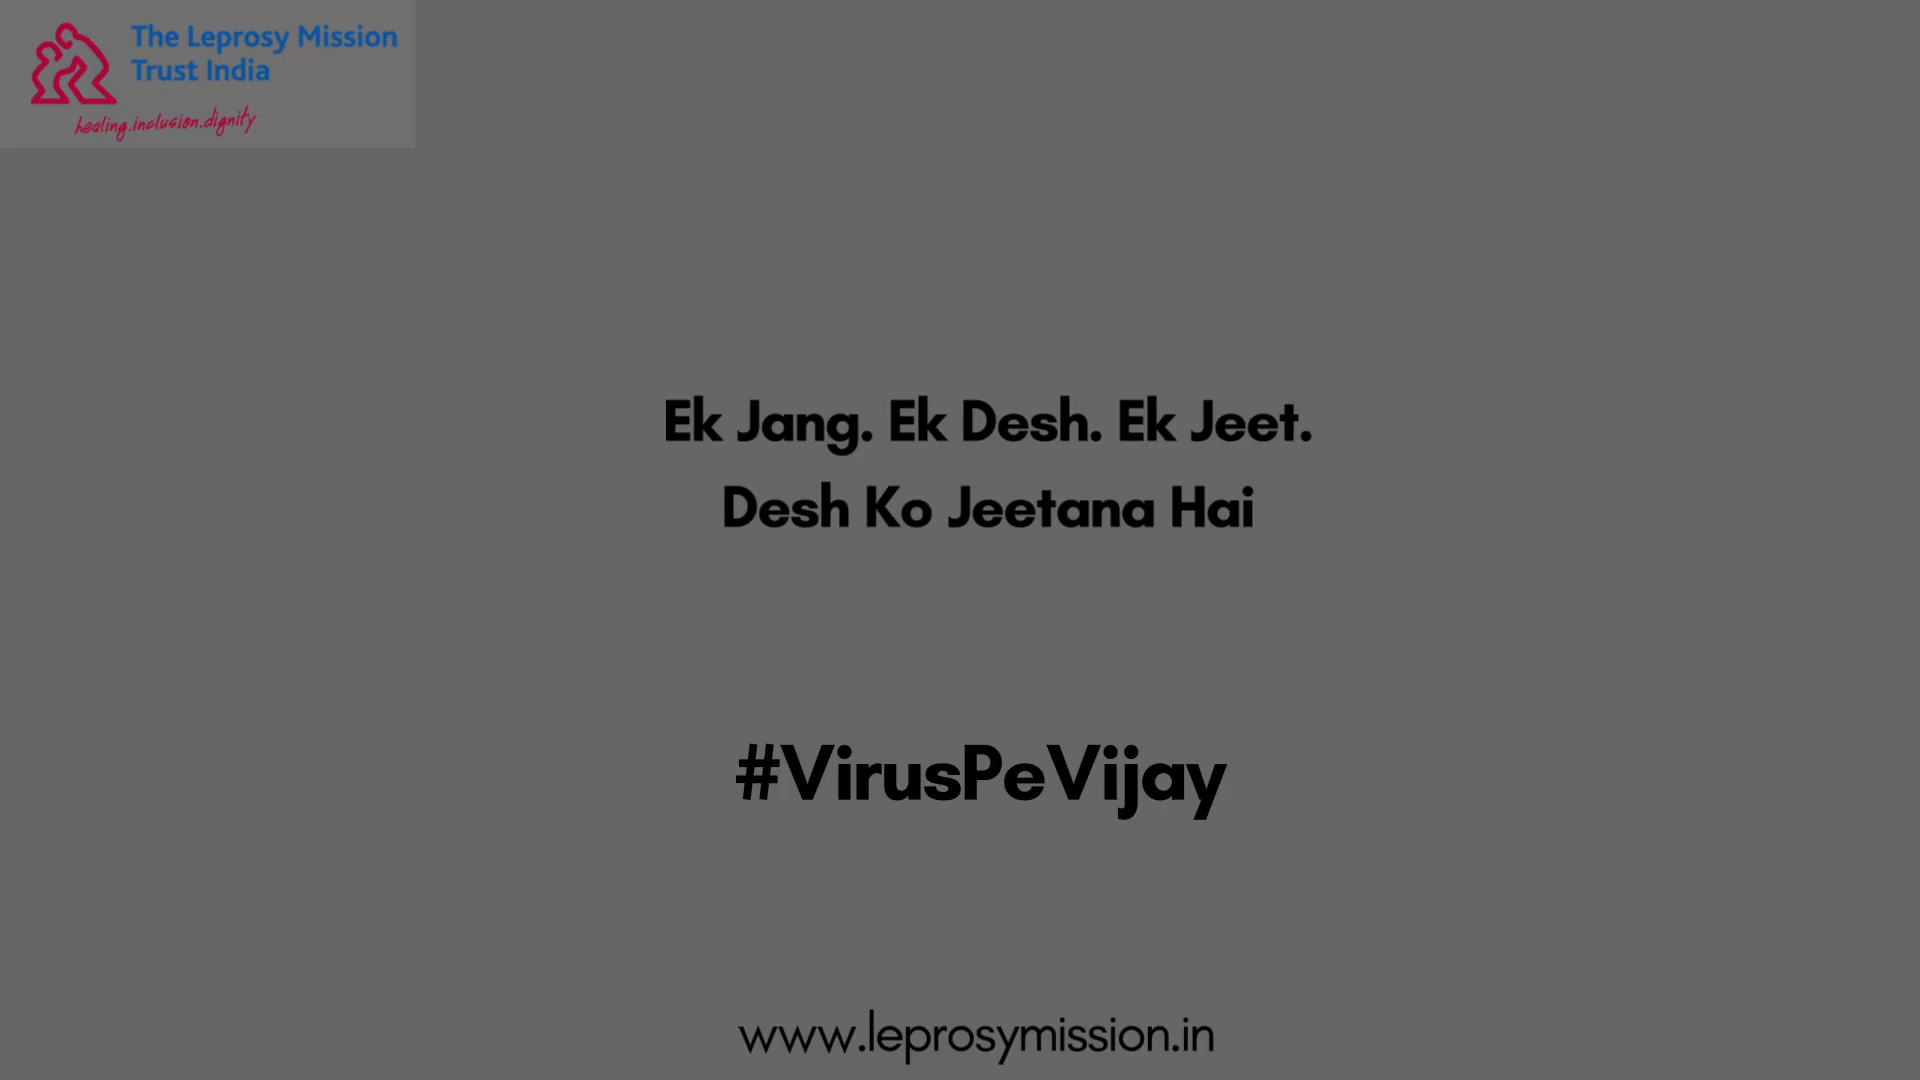 The Leprosy Mission
Trust India
healing.inclusion.dignity
Ek Jang. Ek Desh. Ek Jeet.
Desh Ko Jeetana Hai
#VirusPeVijay
www.leprosymission.in